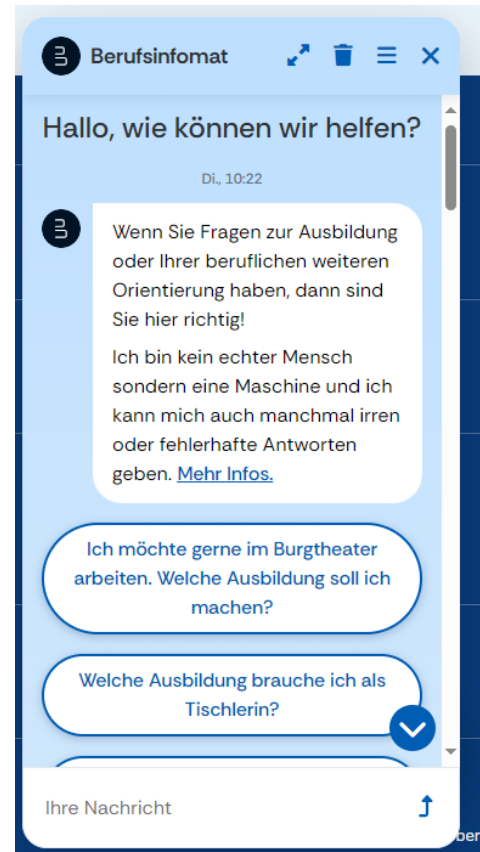 Berufsinfomat
Hallo, wie können wir helfen?
Di., 10:22
Wenn Sie Fragen zur Ausbildung
oder Ihrer beruflichen weiteren
Orientierung haben, dann sind
Sie hier richtig!
Ich bin kein echter Mensch
sondern eine Maschine und ich
kann mich auch manchmal irren
oder fehlerhafte Antworten
geben. Mehr Infos.
Ich möchte gerne im Burgtheater
arbeiten. Welche Ausbildung soll ich
machen?
Welche Ausbildung brauche ich als
Tischlerin?
Ihre Nachricht
ber